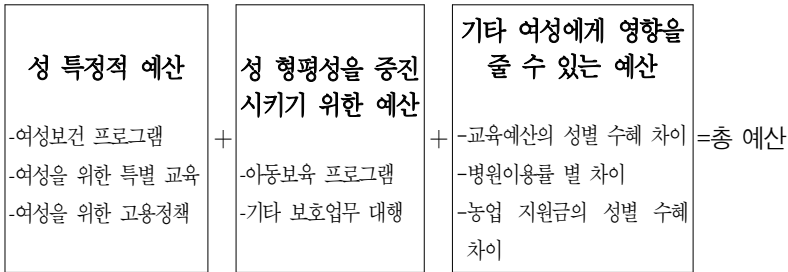 성 특정적 예산
-여성보건 프로그램
-여성을 위한 특별 교육
-여성을 위한 고용정책
+
성 형평성을 증진
시키기 위한 예산
-아동보육 프로그램
-기타 보호업무 대행
+
기타 여성에게 영향을
줄 수 있는 예산
-교육예산의 성별 수혜 차이
-병원이용률 별 차이
-농업 지원금의 성별 수혜
차이
=총 예산